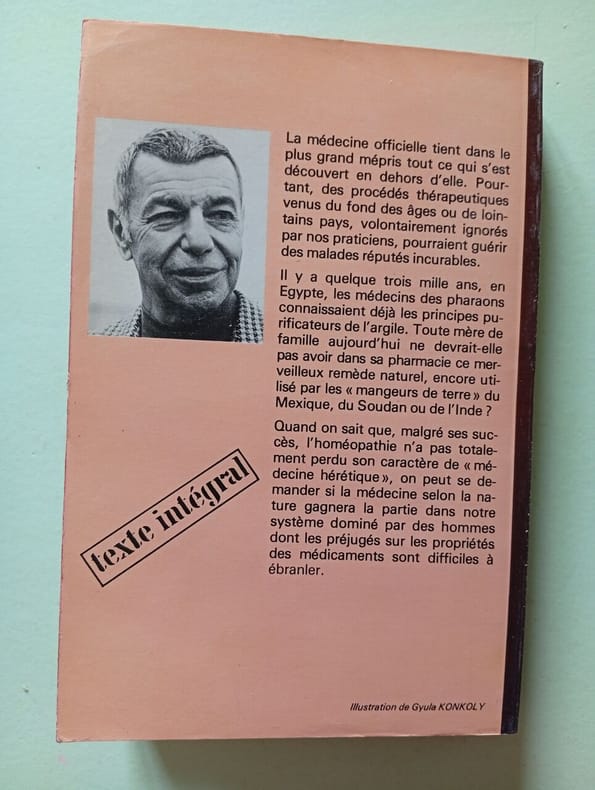 La médecine officielle tient dans le
plus grand mépris tout ce qui s'est
découvert en dehors d'elle. Pour-
tant, des procédés thérapeutiques
venus du fond des âges ou de loin-
tains pays, volontairement ignorés
par nos praticiens, pourraient guérir
des malades réputés incurables.
Il y a quelque trois mille ans, en
Egypte, les médecins des pharaons
connaissaient déjà les principes pu-
rificateurs de l'argile. Toute mère de
famille aujourd'hui ne devrait-elle
pas avoir dans sa pharmacie ce mer-
veilleux remède naturel, encore uti-
lisé par les « mangeurs de terre » du
Mexique, du Soudan ou de l'Inde ?
Quand on sait que, malgré ses suc-
cès, l'homéopathie n'a pas totale-
ment perdu son caractère de « mé-
decine hérétique », on peut se de-
mander si la médecine selon la na-
ture gagnera la partie dans notre
système dominé par des hommes
dont les préjugés sur les propriétés
des médicaments sont difficiles à
ébranler.
texte intégral
Illustration de Gyula KONKOLY